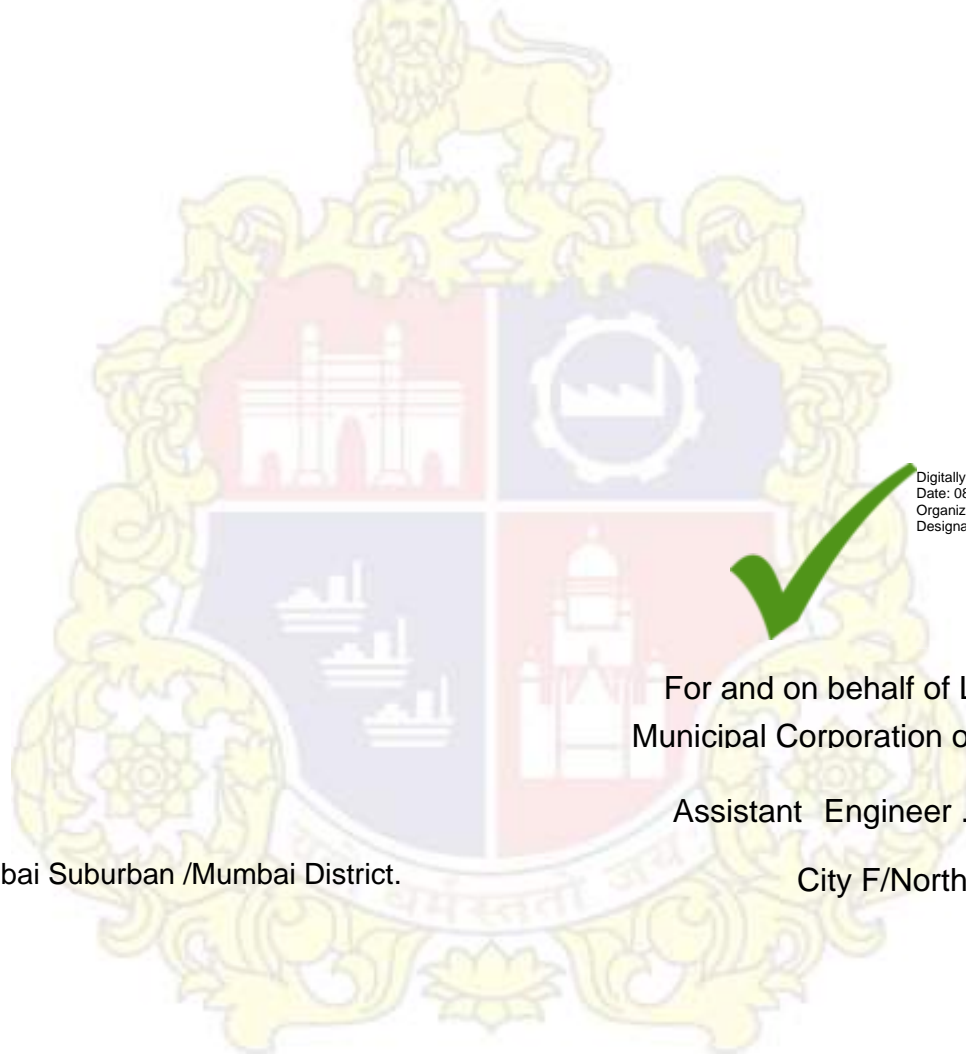 Digitally
Date: 08
Organiz
Designa
For and on behalf of L
Municipal Corporation o
Assistant Engineer .
bai Suburban /Mumbai District.
City F/North